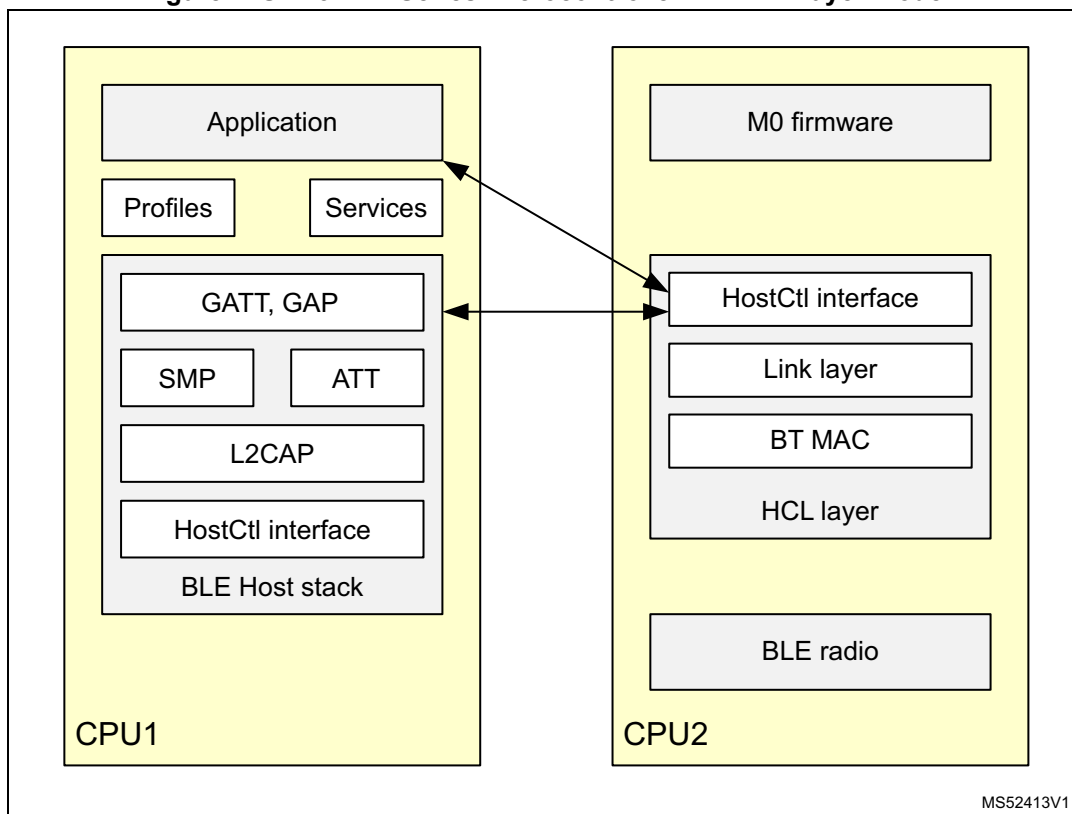 Application
Profiles
Services
GATT, GAP
SMP
ATT
L2CAP
HostCtl interface
BLE Host stack
CPU1
M0 firmware
HostCtl interface
Link layer
BT MAC
HCL layer
BLE radio
CPU2
MS52413V1